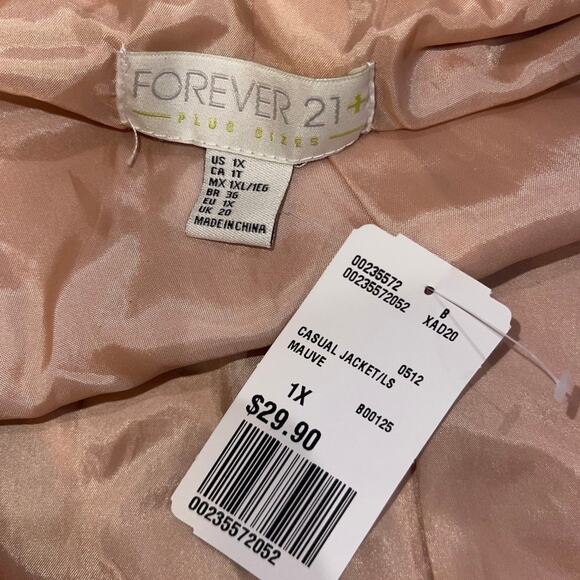 FOREVER 21+
PLUS SIZES
US 1X
CA 1T
MX 1XL/1EG
BR 36
EU 1X
UK 20
MADE IN CHINA
00235572
00235572052
B
XAD20
CASUAL JACKET/LS
MAUVE
0512
B00125
1X
$29.90
00235572052